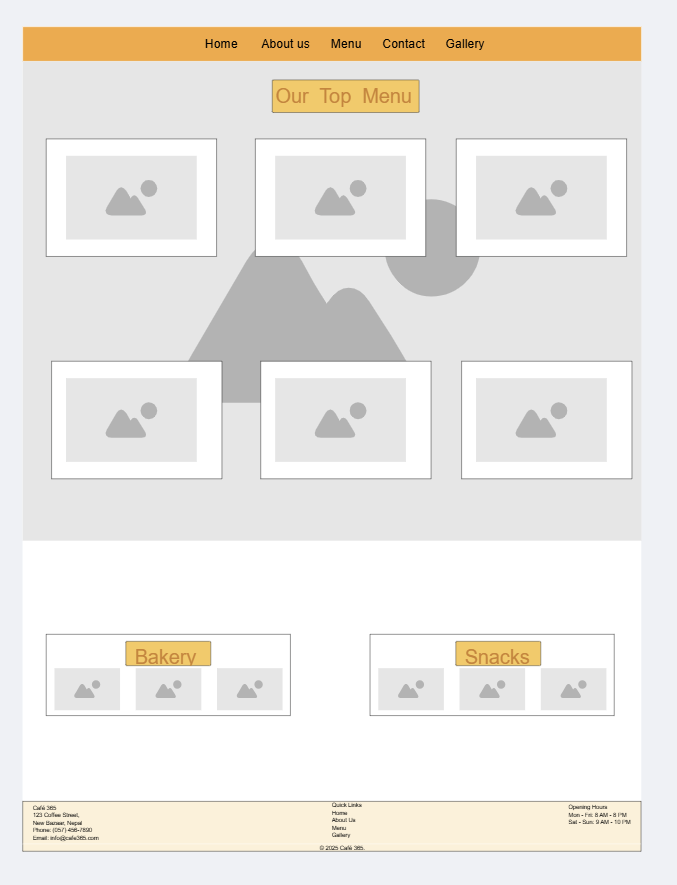 Home About us Menu Contact Gallery
Our Top Menu
Bakery
Snacks
Café 365
123 Coffee Street,
New Bazaar, Nepal
Phone: (057) 456-7890
Email: info@cafe365.com
Quick Links
Home
About Us
Menu
Gallery
Opening Hours
Mon - Fri: 8 AM - 8 PM
Sat - Sun: 9 AM - 10 PM
© 2025 Café 365.